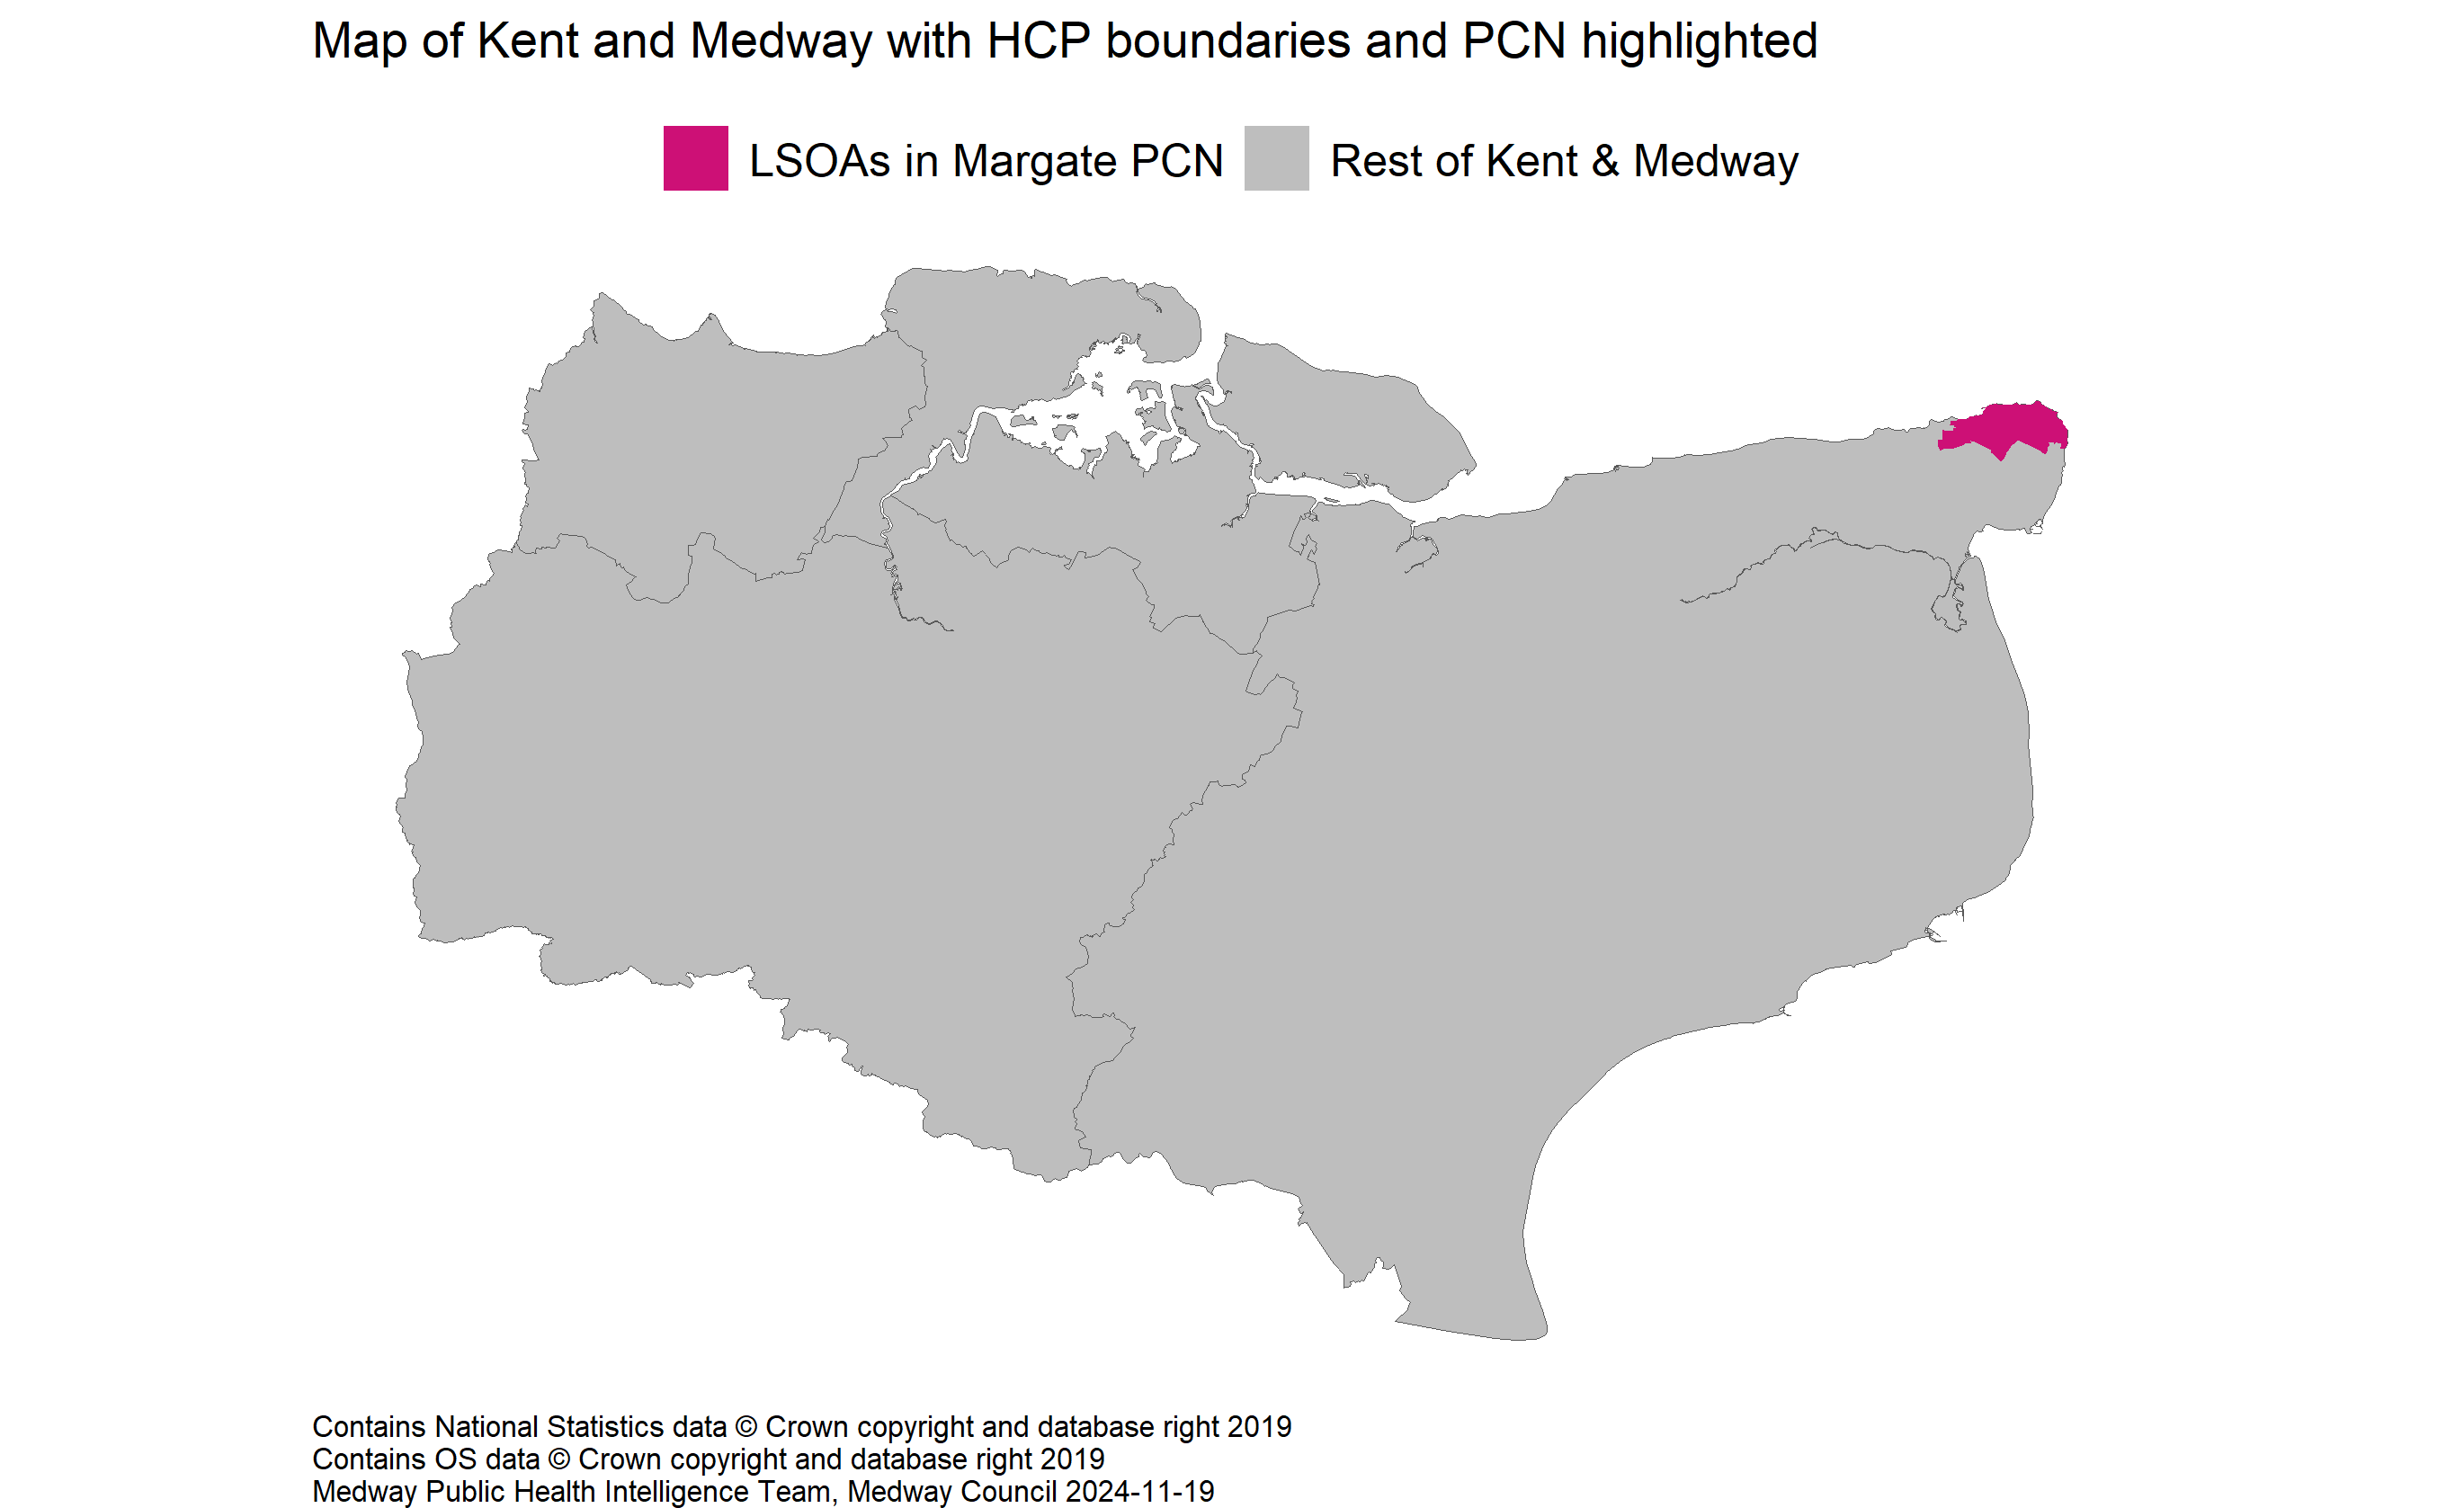 Map of Kent and Medway with HCP boundaries and PCN highlighted
LSOAs in Margate PCN Rest of Kent & Medway
Contains National Statistics data © Crown copyright and database right 2019
Contains OS data © Crown copyright and database right 2019
Medway Public Health Intelligence Team, Medway Council 2024-11-19